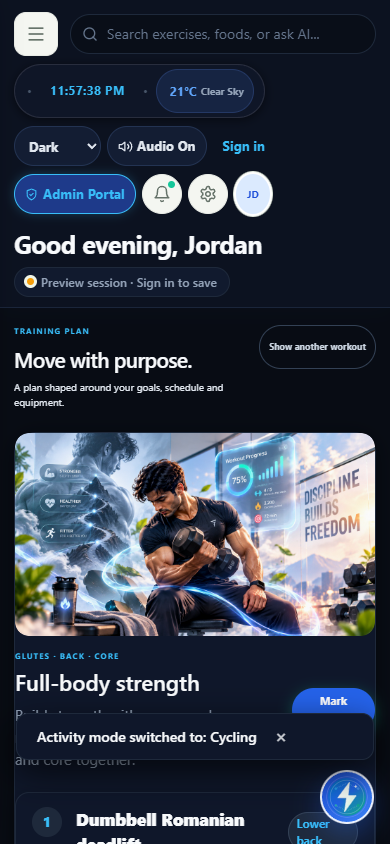 Search exercises, foods, or ask AI...
11:57:38 PM
21°C Clear Sky
Dark
Audio On
Sign in
Admin Portal
JD
Good evening, Jordan
Preview session · Sign in to save
TRAINING PLAN
Move with purpose.
Show another workout
A plan shaped around your goals, schedule and
equipment.
STRONGER
HEALTHIER
FITTER
Workout Progress
75%
DISCIPLINE
BUILDS
FREEDOM
GLUTES · BACK · CORE
Full-body strength
Mark
Activity mode switched to: Cycling ×
and core together.
1
Dumbbell Romanian
deadlift
Lower
back